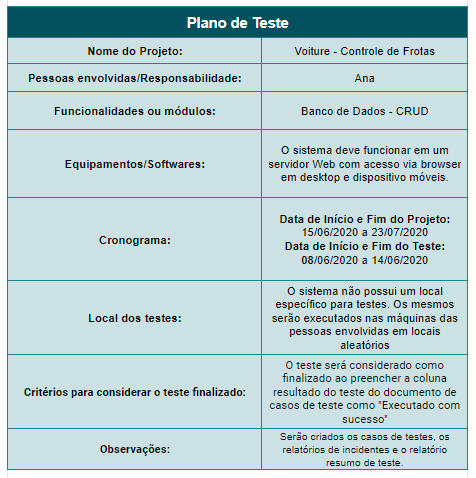 Plano de Teste
Nome do Projeto:
Voiture - Controle de Frotas
Pessoas envolvidas/Responsabilidade:
Ana
Funcionalidades ou módulos:
Banco de Dados - CRUD
Equipamentos/Softwares:
O sistema deve funcionar em um
servidor Web com acesso via browser
em desktop e dispositivo móveis.
Cronograma:
Data de Início e Fim do Projeto:
15/06/2020 a 23/07/2020
Data de Início e Fim do Teste:
08/06/2020 a 14/06/2020
Local dos testes:
O sistema não possui um local
específico para testes. Os mesmos
serão executados nas máquinas das
pessoas envolvidas em locais
aleatórios
Critérios para considerar o teste finalizado:
O teste será considerado como
finalizado ao preencher a coluna
resultado do teste do documento de
casos de teste como "Executado com
sucesso"
Observações:
Serão criados os casos de testes, os
relatórios de incidentes e o relatório
resumo de teste.